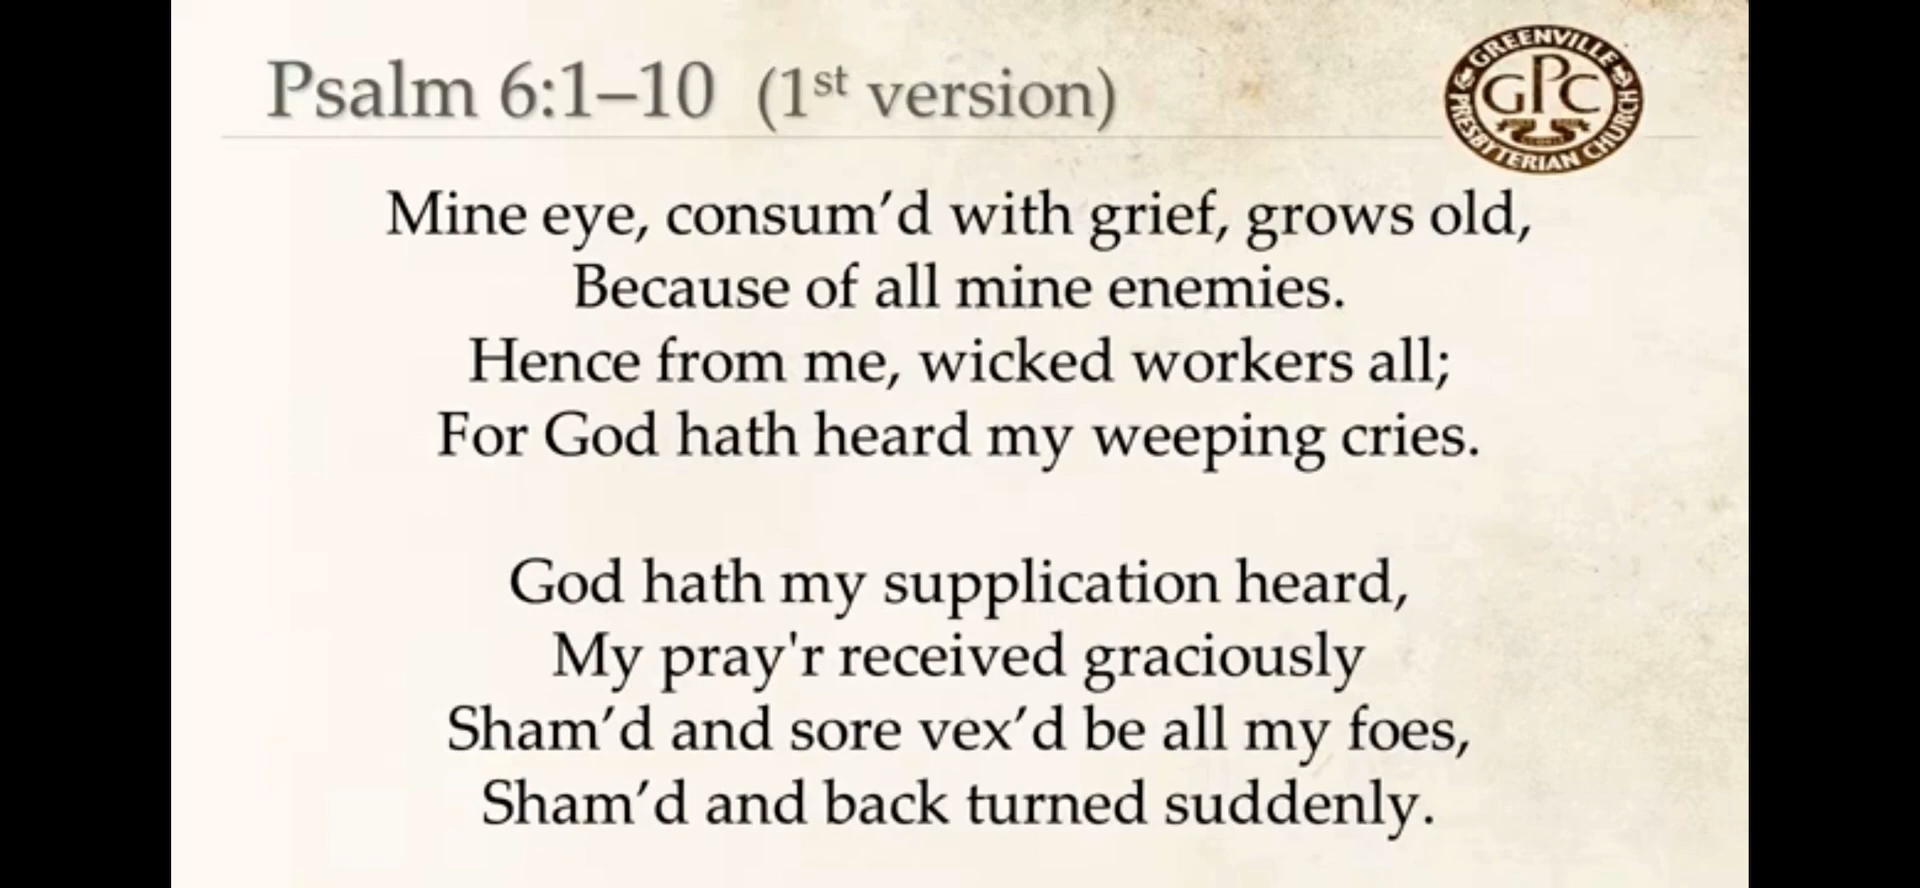 Psalm 6:1–10 (1st version)
GREENVILLE
GPC
PRESBYTERIAN CHURCH
Mine eye, consum’d with grief, grows old,
Because of all mine enemies.
Hence from me, wicked workers all;
For God hath heard my weeping cries.
God hath my supplication heard,
My pray'r received graciously
Sham’d and sore vex’d be all my foes,
Sham’d and back turned suddenly.